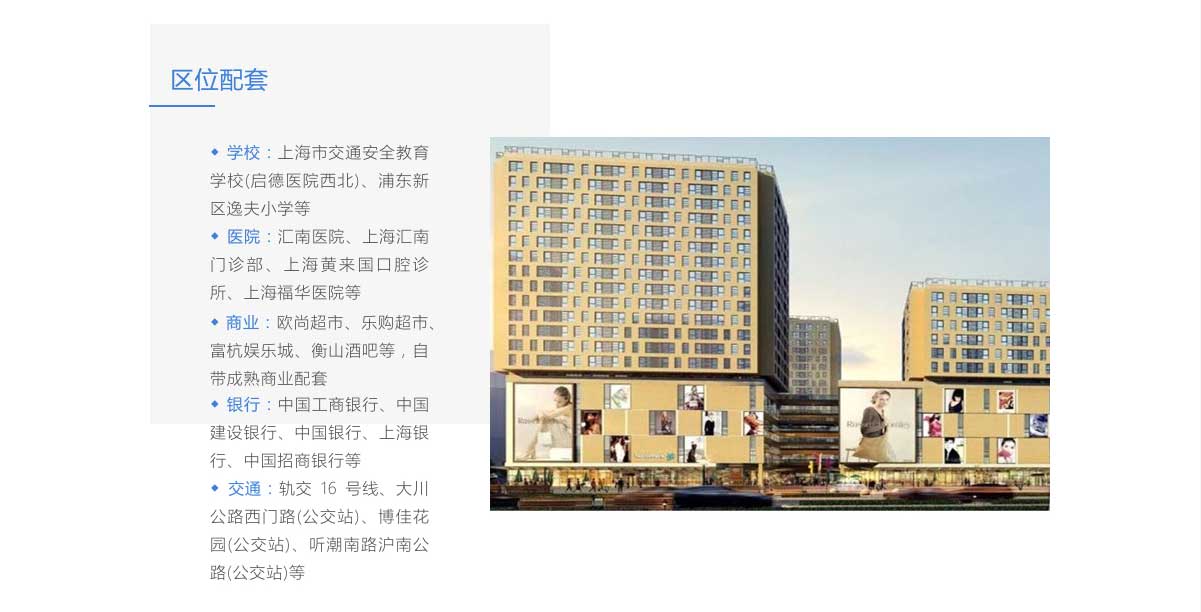 区位配套
◆ 学校：上海市交通安全教育
学校(启德医院西北)、浦东新
区逸夫小学等
◆ 医院：汇南医院、上海汇南
门诊部、上海黄来国口腔诊
所、上海福华医院等
◆ 商业：欧尚超市、乐购超市、
富杭娱乐城、衡山酒吧等，自
带成熟商业配套
◆ 银行：中国工商银行、中国
建设银行、中国银行、上海银
行、中国招商银行等
◆ 交通：轨交 16 号线、大川
公路西门路(公交站)、博佳花
园(公交站)、听潮南路沪南公
路(公交站)等